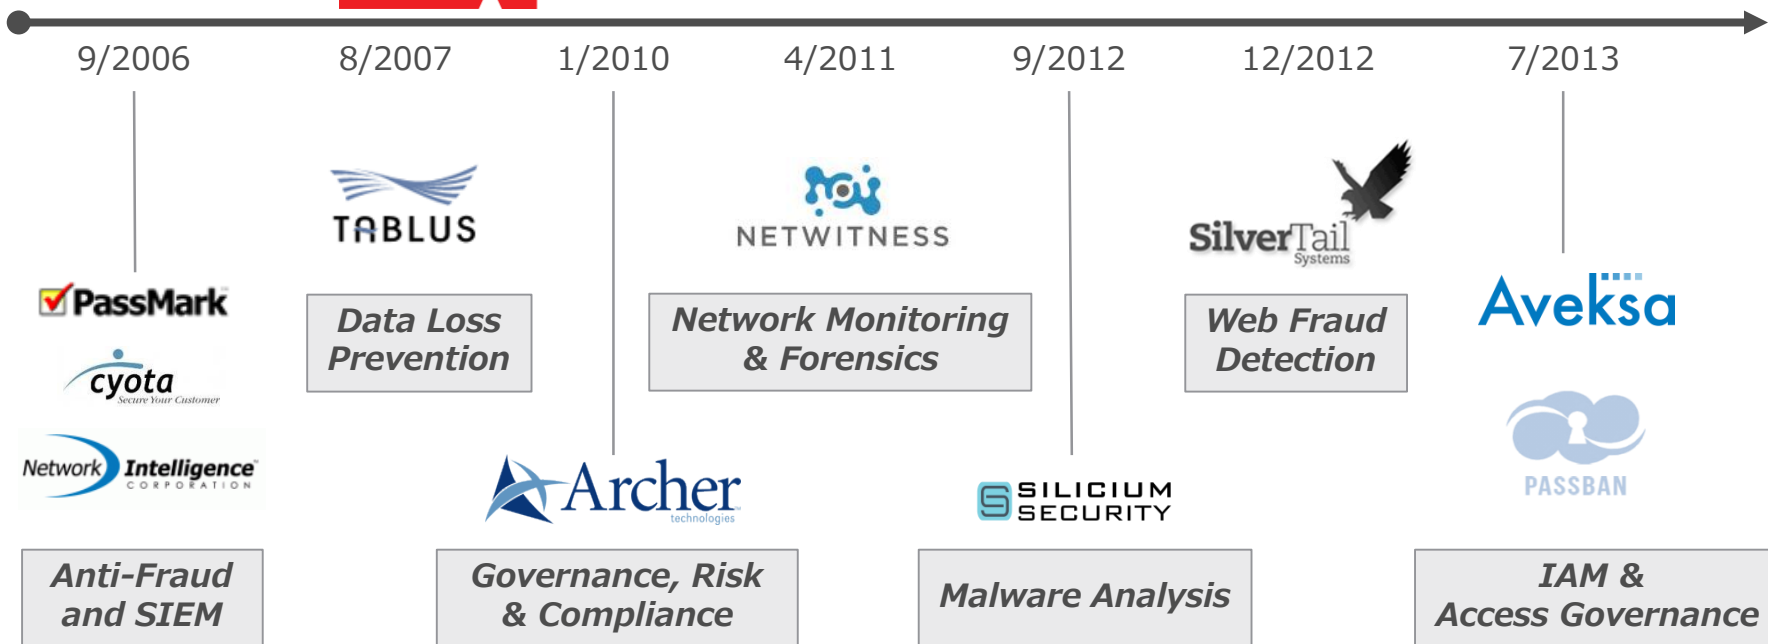 9/2006
8/2007
1/2010
4/2011
9/2012
12/2012
7/2013
PassMark
cyota
Secure Your Customer
Network Intelligence
CORPORATION
Anti-Fraud
and SIEM
TABLUS
Data Loss
Prevention
Archer
technologies
Governance, Risk
& Compliance
NETWITNESS
Network Monitoring
& Forensics
SILICIUM
SECURITY
Malware Analysis
SilverTail
Systems
Web Fraud
Detection
Aveksa
PASSBAN
IAM &
Access Governance